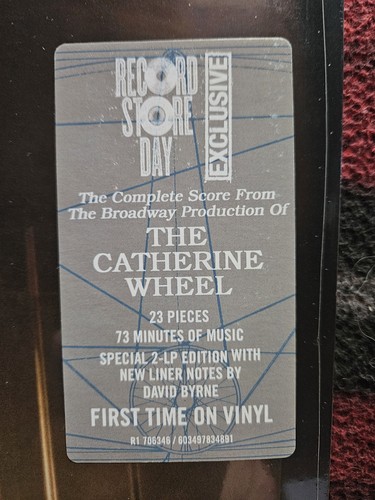 RECORD
STORE
DAY
EXCLUSIVE
The Complete Score From
The Broadway Production Of
THE
CATHERINE
WHEEL
23 PIECES
73 MINUTES OF MUSIC
SPECIAL 2-LP EDITION WITH
NEW LINER NOTES BY
DAVID BYRNE
FIRST TIME ON VINYL
R1 706346 / 603497834891